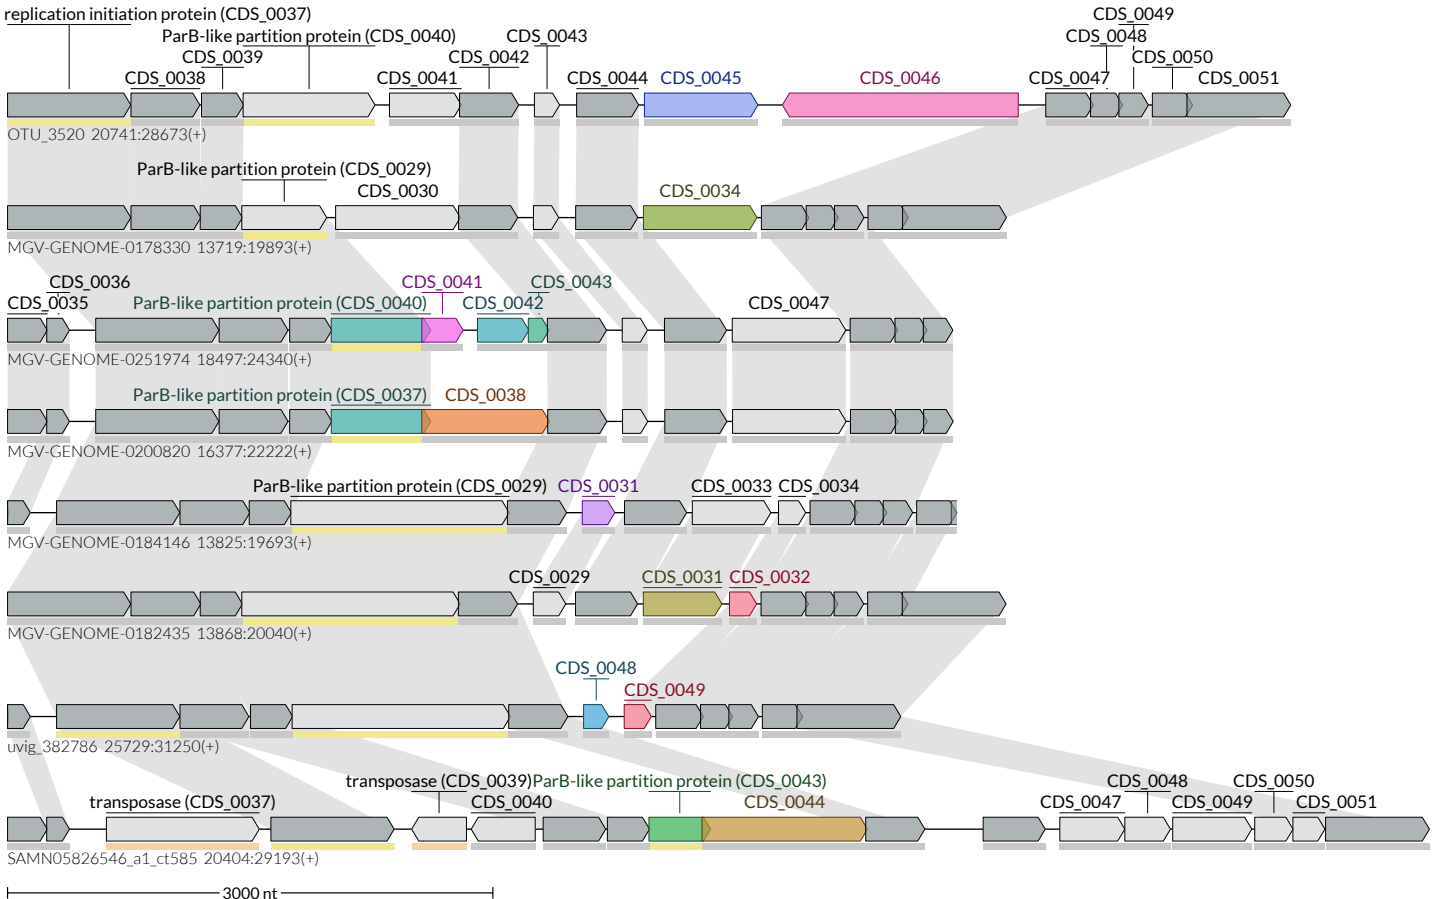 replication initiation protein (CDS_0037)
CDS_0049
ParB-like partition protein (CDS_0040)
CDS_0043
CDS_0048
CDS_0039
CDS_0042
CDS_0050
CDS_0038
CDS_0041
CDS_0044
CDS_0045
CDS_0046
CDS_0047
CDS_0051
OTU_3520 20741:28673(+)
ParB-like partition protein (CDS_0029)
CDS_0030
CDS_0034
MGV-GENOME-0178330 13719:19893(+)
CDS_0036
CDS_0041
CDS_0043
CDS_0035
ParB-like partition protein (CDS_0040)
CDS_0042
CDS_0047
MGV-GENOME-0251974 18497:24340(+)
ParB-like partition protein (CDS_0037)
CDS_0038
MGV-GENOME-0200820 16377:22222(+)
ParB-like partition protein (CDS_0029)
CDS_0031
CDS_0033
CDS_0034
MGV-GENOME-0184146 13825:19693(+)
CDS_0029
CDS_0031
CDS_0032
MGV-GENOME-0182435 13868:20040(+)
CDS_0048
CDS_0049
uvig_382786 25729:31250(+)
transposase (CDS_0039)
ParB-like partition protein (CDS_0043)
CDS_0048
CDS_0050
transposase (CDS_0037)
CDS_0040
CDS_0044
CDS_0047
CDS_0049
CDS_0051
SAMN05826546_a1_ct585 20404:29193(+)
3000 nt